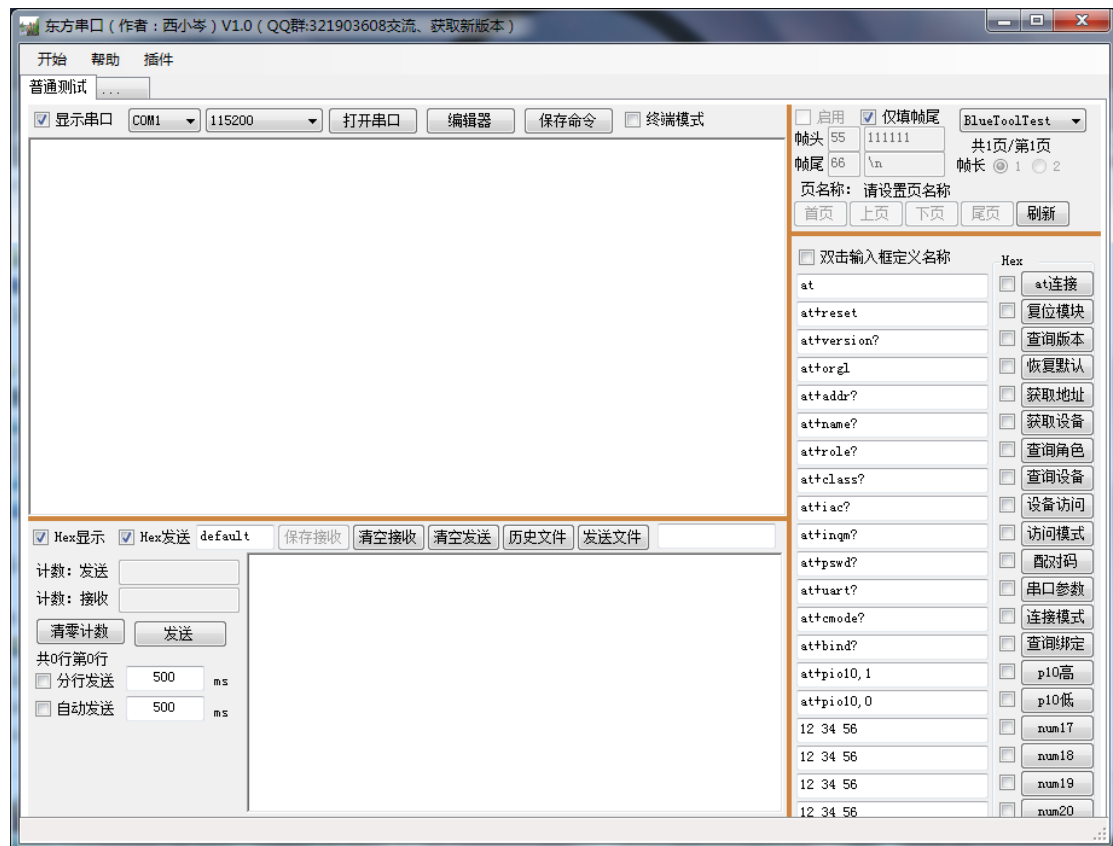 东方串口(作者:西小岑)V1.0(QQ群:321903608交流、获取新版本)
开始 帮助 插件
普通测试 ...
显示串口 COM1 115200 打开串口 编辑器 保存命令 终端模式
启用 仅填帧尾 BlueToolTest
帧头 55 111111 共1页/第1页
帧尾 66 \n 帧长 1 2
页名称: 请设置页名称
首页 上页 下页 尾页 刷新
双击输入框定义名称 Hex
at at连接
at+reset 复位模块
at+version? 查询版本
at+orgl 恢复默认
at+addr? 获取地址
at+name? 获取设备
at+role? 查询角色
at+class? 查询设备
at+iac? 设备访问
at+inqm? 访问模式
at+pswd? 配对码
at+uart? 串口参数
at+cmode? 连接模式
at+bind? 查询绑定
at+pio10,1 p10高
at+pio10,0 p10低
12 34 56 num17
12 34 56 num18
12 34 56 num19
12 34 56 num20
Hex显示 Hex发送 default 保存接收 清空接收 清空发送 历史文件 发送文件
计数: 发送
计数: 接收
清零计数 发送
共0行第0行
分行发送 500 ms
自动发送 500 ms